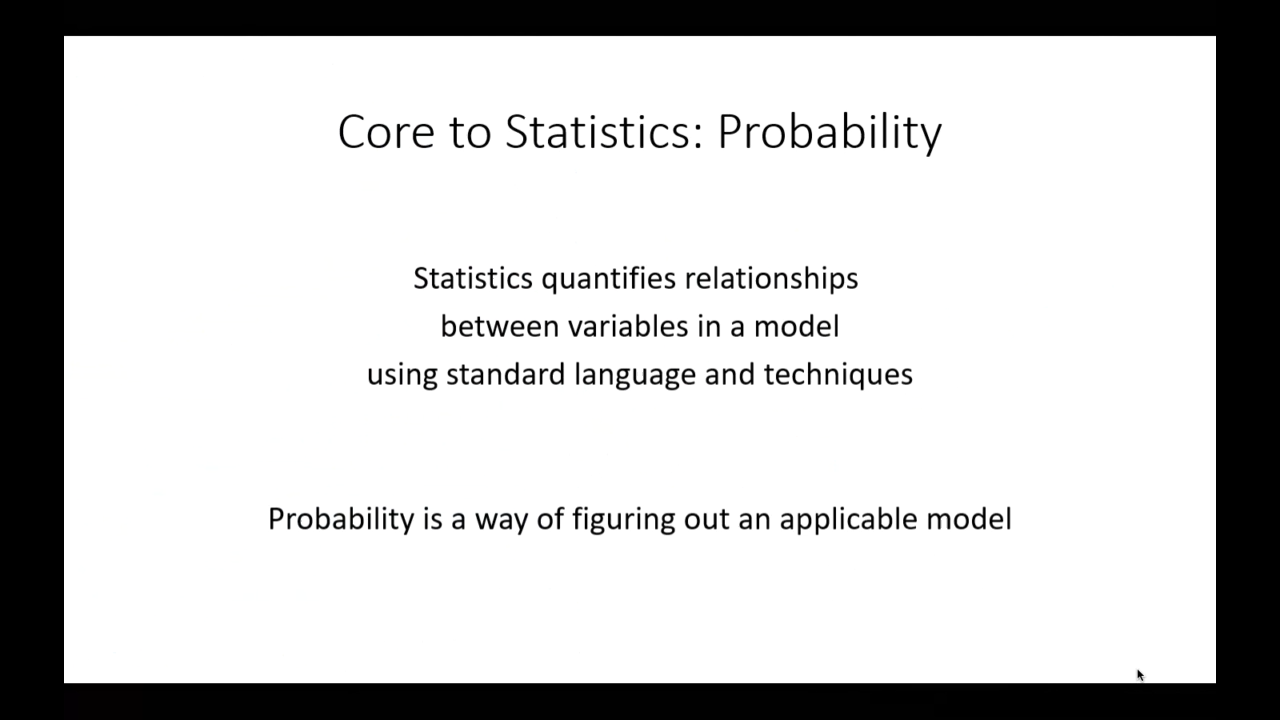 Core to Statistics: Probability
Statistics quantifies relationships
between variables in a model
using standard language and techniques
Probability is a way of figuring out an applicable model